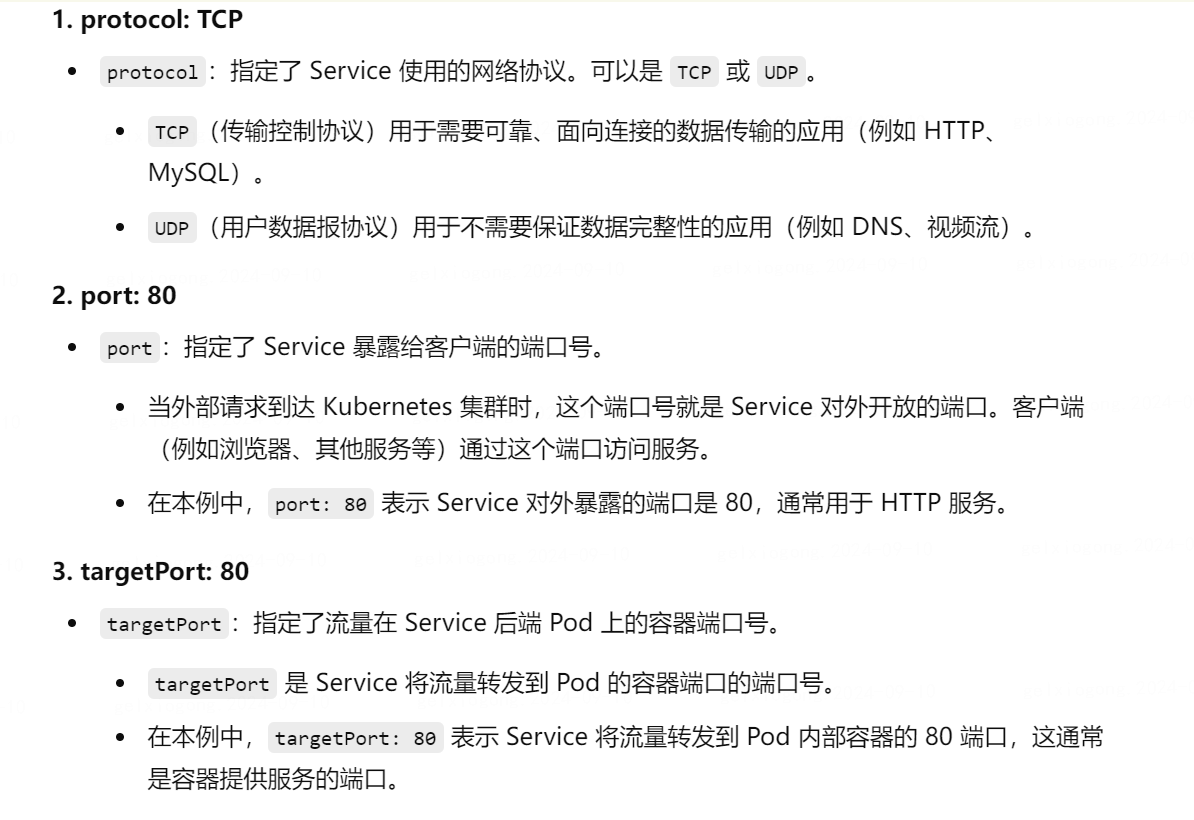 1. protocol: TCP
protocol：指定了 Service 使用的网络协议。可以是 TCP 或 UDP。
TCP（传输控制协议）用于需要可靠、面向连接的数据传输的应用（例如 HTTP、
MySQL）。
UDP（用户数据报协议）用于不需要保证数据完整性的应用（例如 DNS、视频流）。
2. port: 80
port：指定了 Service 暴露给客户端的端口号。
当外部请求到达 Kubernetes 集群时，这个端口号就是 Service 对外开放的端口。客户端
（例如浏览器、其他服务等）通过这个端口访问服务。
在本例中，port: 80 表示 Service 对外暴露的端口是 80，通常用于 HTTP 服务。
3. targetPort: 80
targetPort：指定了流量在 Service 后端 Pod 上的容器端口号。
targetPort 是 Service 将流量转发到 Pod 的容器端口的端口号。
在本例中，targetPort: 80 表示 Service 将流量转发到 Pod 内部容器的 80 端口，这通常
是容器提供服务的端口。